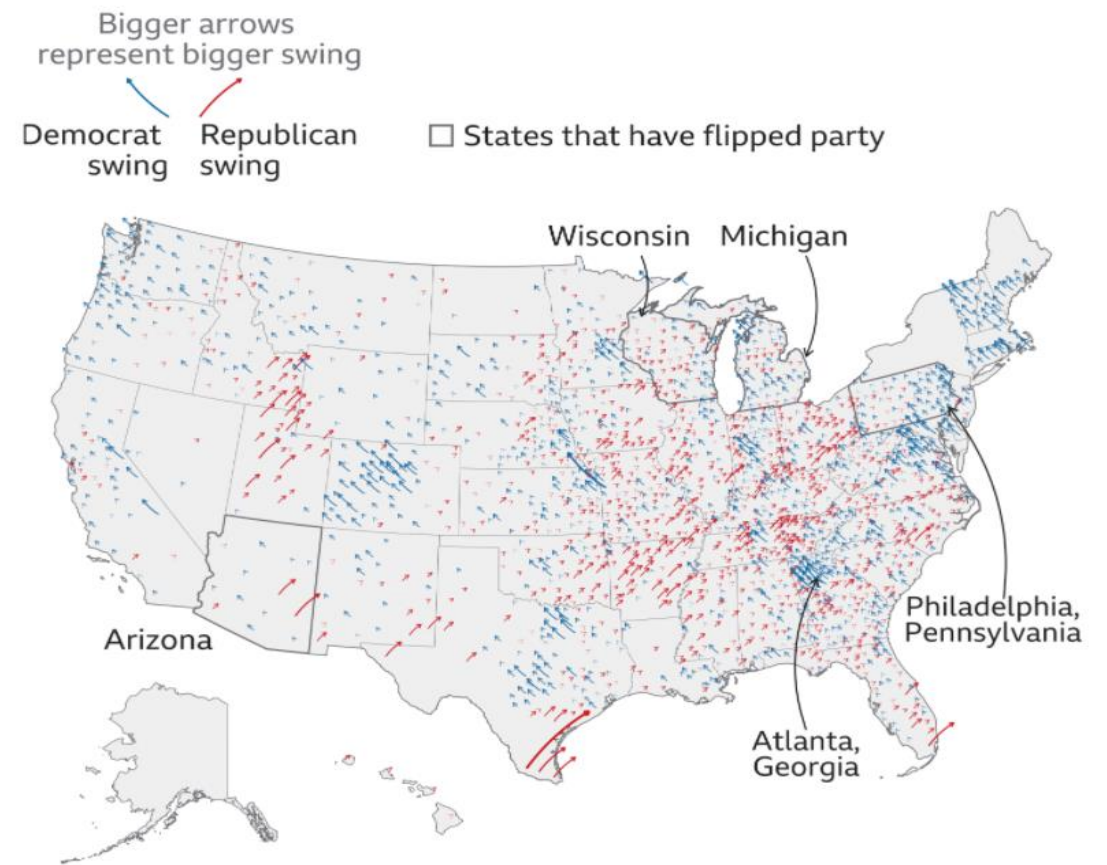 Bigger arrows
represent bigger swing
Democrat
swing
Republican
swing
States that have flipped party
Wisconsin
Michigan
Arizona
Philadelphia,
Pennsylvania
Atlanta,
Georgia